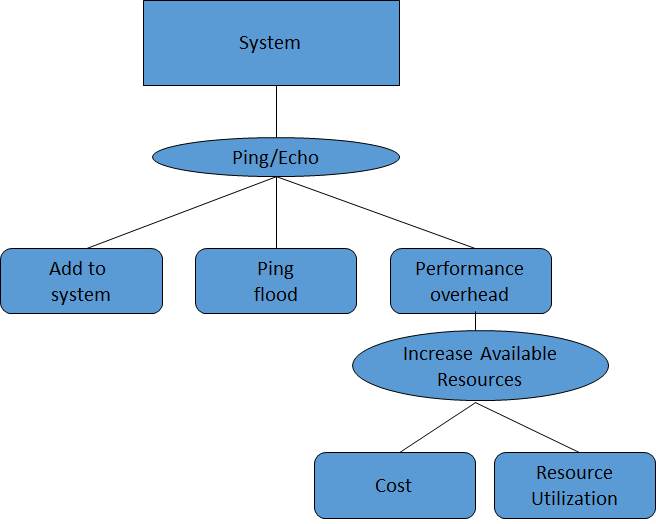 System
Ping/Echo
Add to
system
Ping
flood
Performance
overhead
Increase Available
Resources
Cost
Resource
Utilization